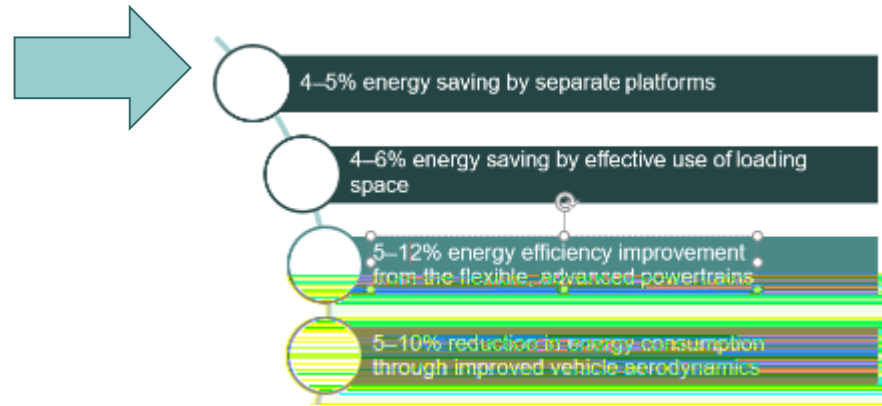 4–5% energy saving by separate platforms
4–6% energy saving by effective use of loading
space
5–12% energy efficiency improvement
from the flexible, advanced powertrains
5–10% reduction in energy consumption
through improved vehicle aerodynamics